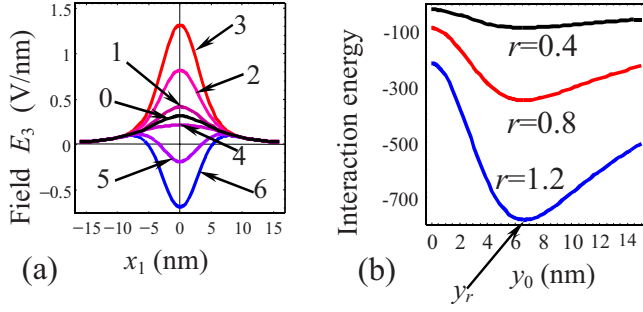 1.5
1
0.5
0
−0.5
Field E₃ (V/nm)
1
0
3
2
4
5
6
−15 −10 −5 0 5 10 15
x₁ (nm)
(a)
-100
-300
-500
-700
Interaction energy
r=0.4
r=0.8
r=1.2
0 2 4 6 8 10 12 14
yᵣ
y₀ (nm)
(b)